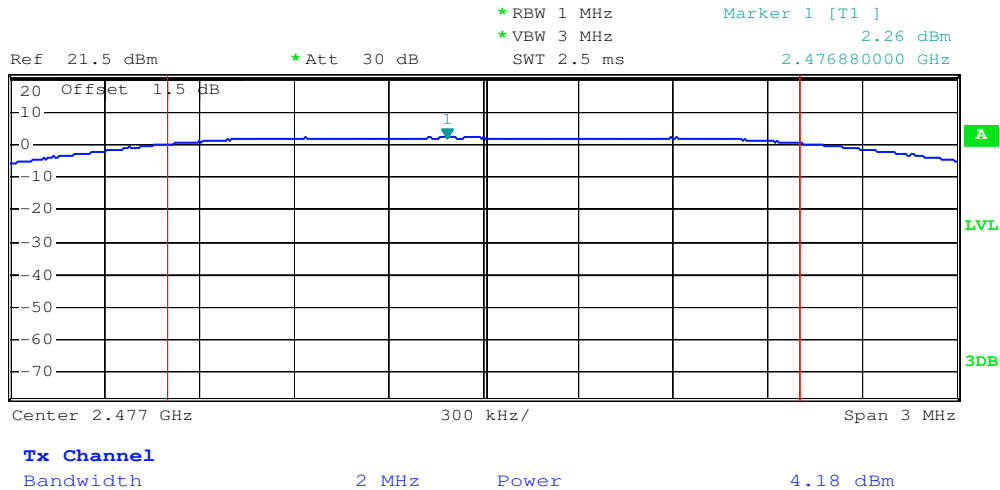 * RBW 1 MHz Marker 1 [T1 ]
* VBW 3 MHz 2.26 dBm
Ref 21.5 dBm * Att 30 dB SWT 2.5 ms 2.476880000 GHz
20 Offset 1.5 dB
10
1
0
A
-10
-20
LVL
-30
-40
-50
-60
3DB
-70
Center 2.477 GHz 300 kHz/ Span 3 MHz
Tx Channel
Bandwidth 2 MHz Power 4.18 dBm